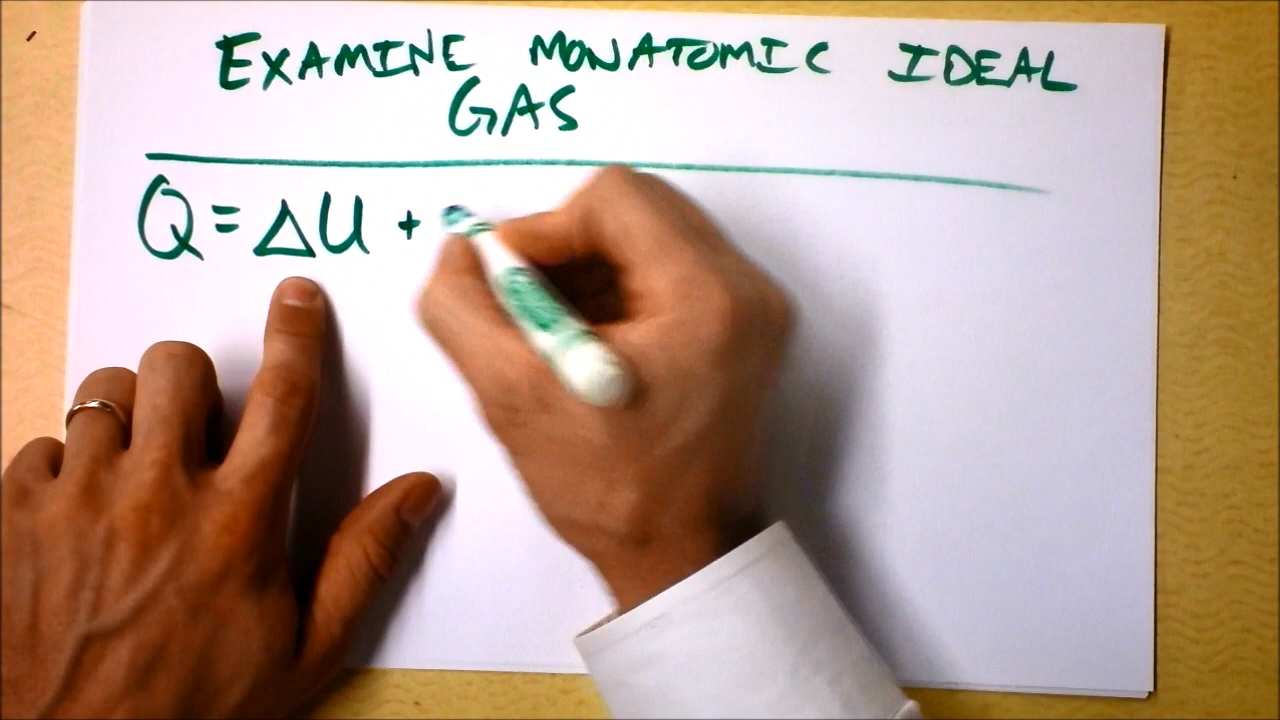 EXAMINE MONATOMIC IDEAL
GAS
Q = ΔU +